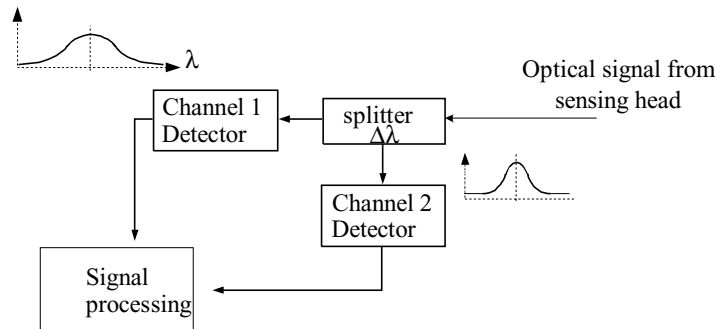 λ
Optical signal from
sensing head
Channel 1
Detector
splitter
Δλ
Channel 2
Detector
Signal
processing